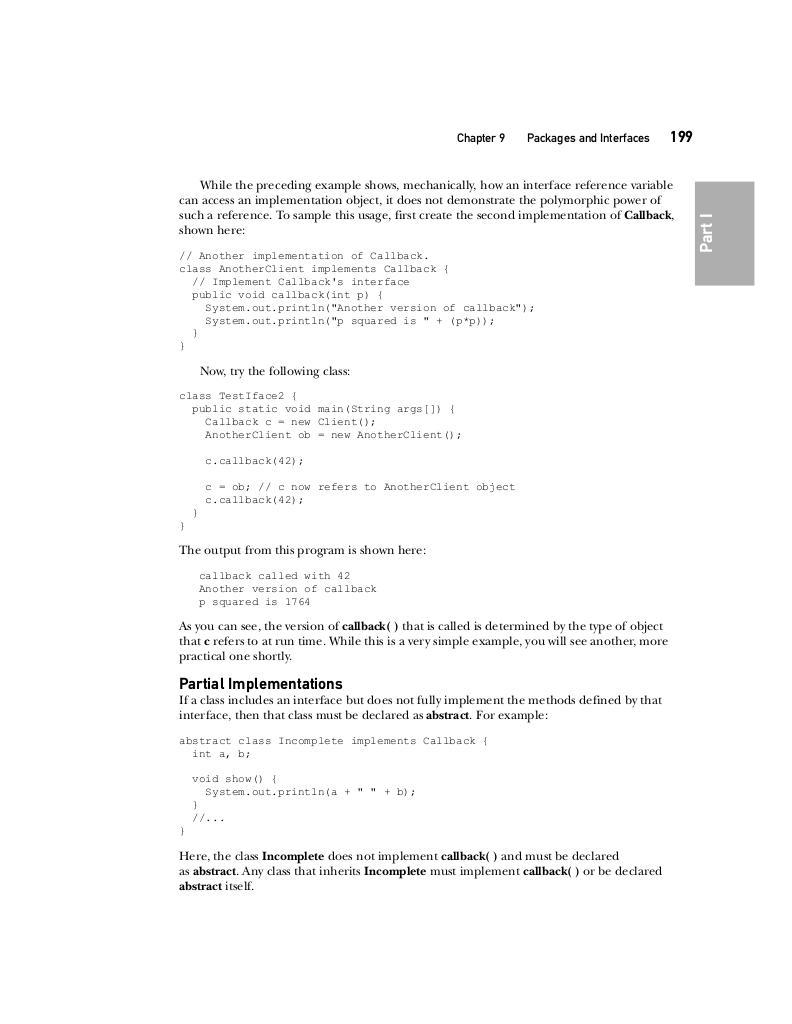 Chapter 9 Packages and Interfaces 199
Part I
While the preceding example shows, mechanically, how an interface reference variable
can access an implementation object, it does not demonstrate the polymorphic power of
such a reference. To sample this usage, first create the second implementation of Callback,
shown here:
// Another implementation of Callback.
class AnotherClient implements Callback {
  // Implement Callback's interface
  public void callback(int p) {
    System.out.println("Another version of callback");
    System.out.println("p squared is " + (p*p));
  }
}
Now, try the following class:
class TestIface2 {
  public static void main(String args[]) {
    Callback c = new Client();
    AnotherClient ob = new AnotherClient();
    c.callback(42);
    c = ob; // c now refers to AnotherClient object
    c.callback(42);
  }
}
The output from this program is shown here:
callback called with 42
Another version of callback
p squared is 1764
As you can see, the version of callback( ) that is called is determined by the type of object
that c refers to at run time. While this is a very simple example, you will see another, more
practical one shortly.
Partial Implementations
If a class includes an interface but does not fully implement the methods defined by that
interface, then that class must be declared as abstract. For example:
abstract class Incomplete implements Callback {
  int a, b;
  void show() {
    System.out.println(a + " " + b);
  }
  //...
}
Here, the class Incomplete does not implement callback( ) and must be declared
as abstract. Any class that inherits Incomplete must implement callback( ) or be declared
abstract itself.